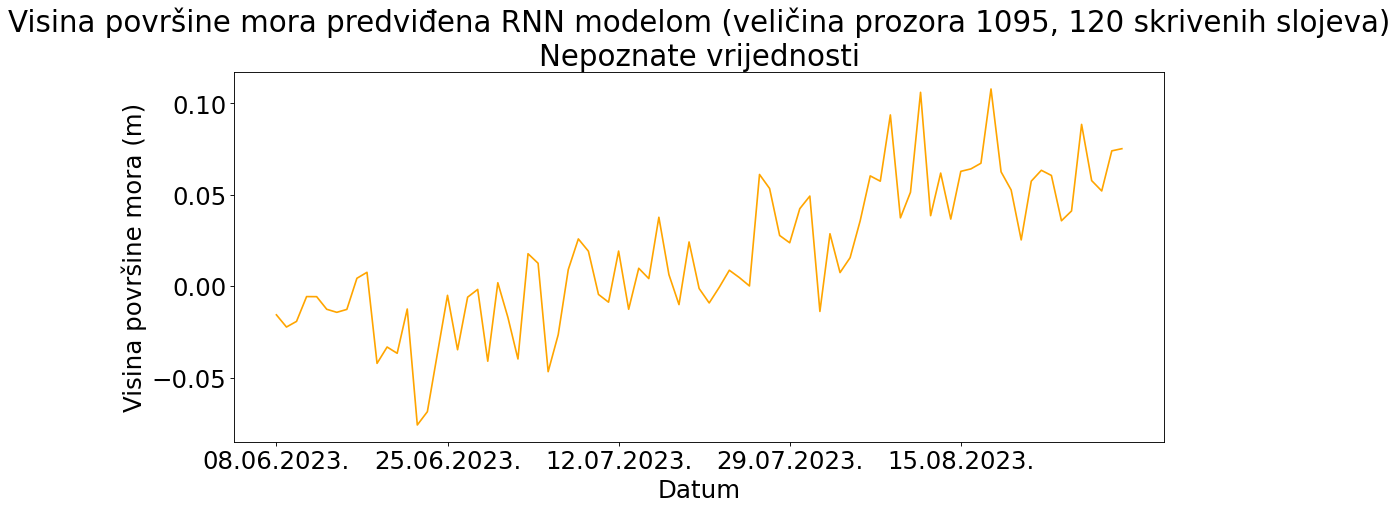 Visina površine mora predviđena RNN modelom (veličina prozora 1095, 120 skrivenih slojeva)
Nepoznate vrijednosti
Visina površine mora (m)
0.10
0.05
0.00
−0.05
08.06.2023.
25.06.2023.
12.07.2023.
29.07.2023.
15.08.2023.
Datum